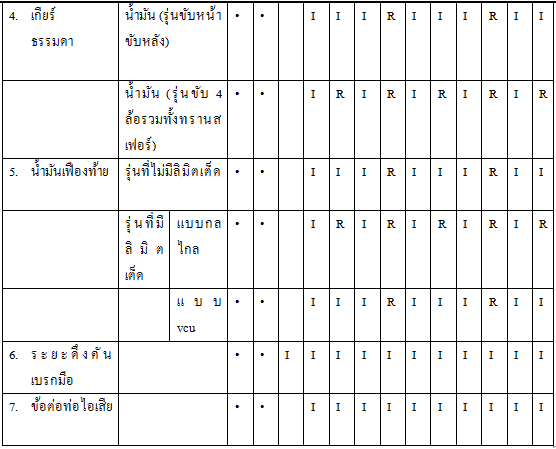 4. เกียร์ น้ำมัน (รุ่นขับหน้า • • I I I R I I I R I I
ธรรมดา ขับหลัง)
น้ำมัน (รุ่นขับ 4 • • I R I R I R I R I R
ล้อรวมทั้งทรานส
เฟอร์)
5. น้ำมันเฟืองท้าย รุ่นที่ไม่มีลิมิตเต็ด • • I I I R I I I R I I
รุ่นที่มี แบบกล • • I R I R I R I R I R
ลิมิต ไกล
เต็ด
แบบ • • I I I R I I I R I I
vcu
6. ระยะดึงคัน • • I I I I I I I I I I I
เบรกมือ
7. ข้อต่อท่อไอเสีย • • I I I I I I I I I I